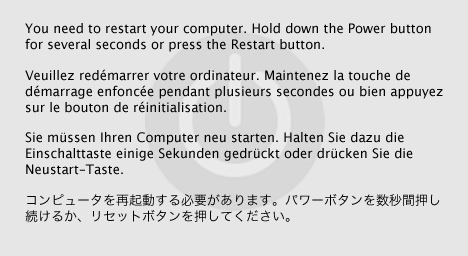 You need to restart your computer. Hold down the Power button
for several seconds or press the Restart button.
Veuillez redémarrer votre ordinateur. Maintenez la touche de
démarrage enfoncée pendant plusieurs secondes ou bien appuyez
sur le bouton de réinitialisation.
Sie müssen Ihren Computer neu starten. Halten Sie dazu die
Einschalttaste einige Sekunden gedrückt oder drücken Sie die
Neustart-Taste.
コンピュータを再起動する必要があります。パワーボタンを数秒間押し
続けるか、リセットボタンを押してください。